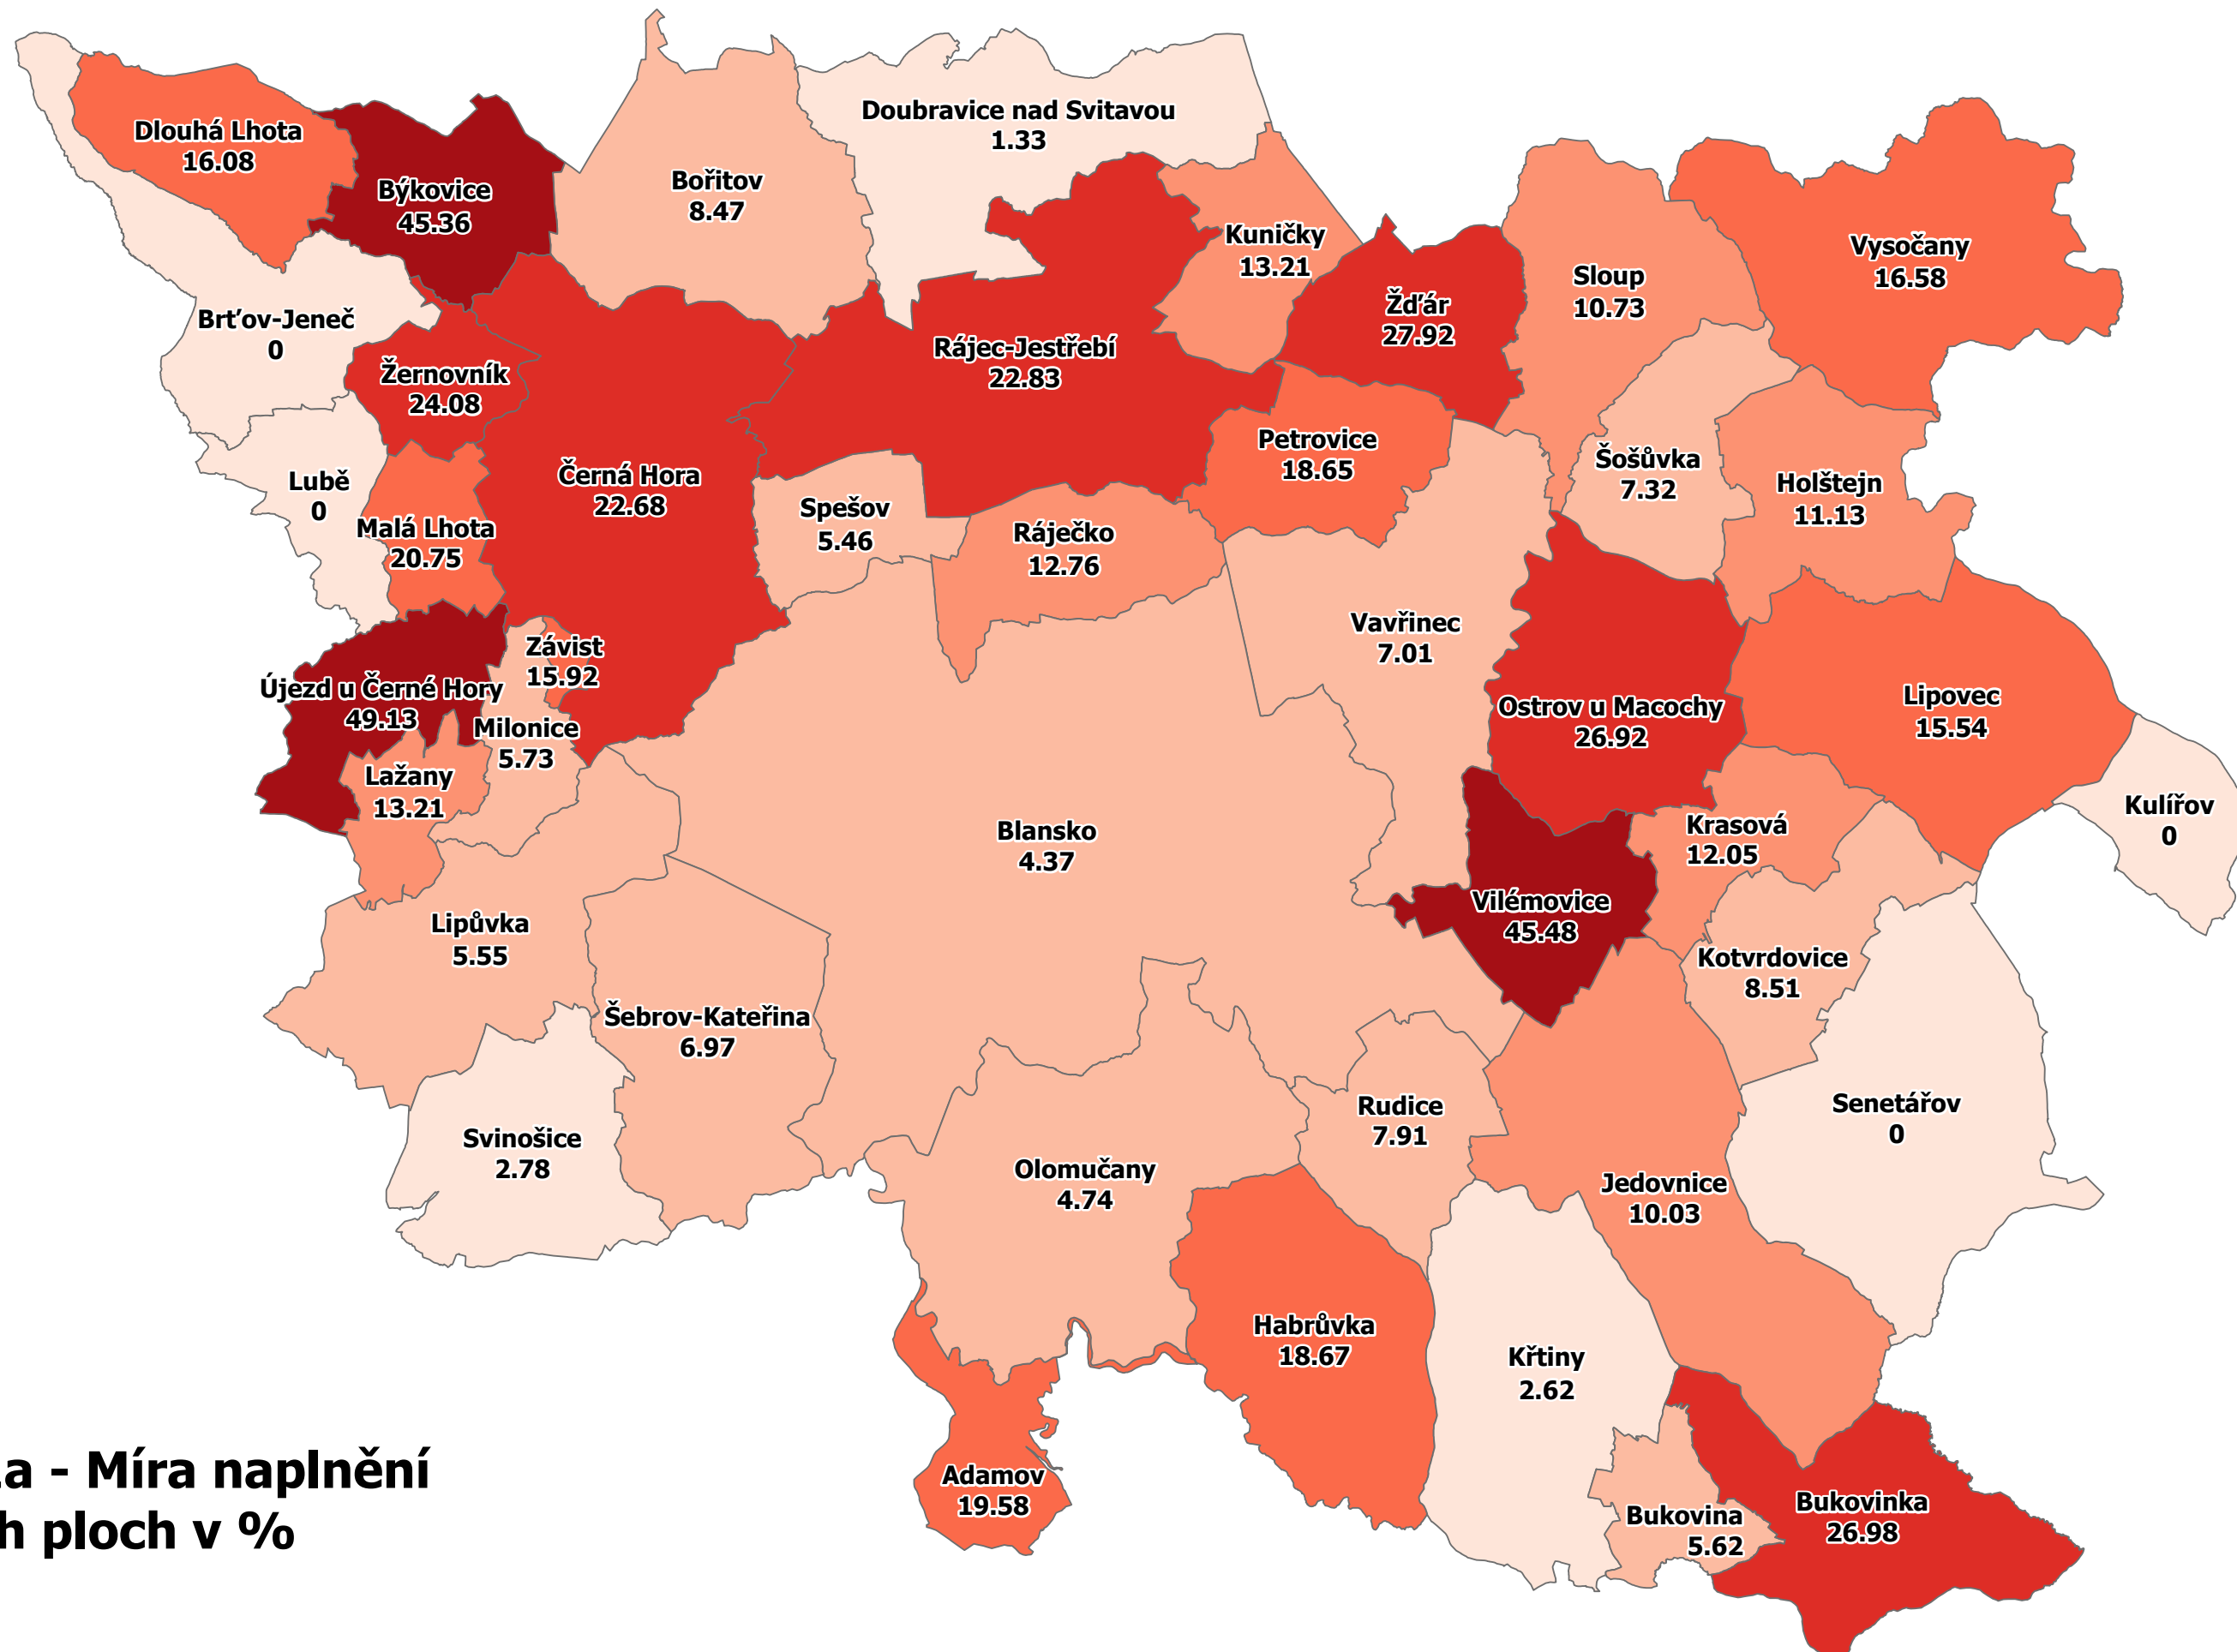 Doubravice nad Svitavou
1.33
Dlouhá Lhota
16.08
Býkovice
45.36
Bořitov
8.47
Kuničky
13.21
Vysočany
16.58
Sloup
10.73
Žďár
27.92
Brťov-Jeneč
0
Rájec-Jestřebí
22.83
Žernovník
24.08
Petrovice
18.65
Šošůvka
7.32
Holštejn
11.13
Černá Hora
22.68
Lubě
0
Spešov
5.46
Malá Lhota
20.75
Ráječko
12.76
Vavřinec
7.01
Závist
15.92
Újezd u Černé Hory
49.13
Lipovec
15.54
Ostrov u Macochy
26.92
Milonice
5.73
Lažany
13.21
Kulířov
0
Krasová
12.05
Blansko
4.37
Vilémovice
45.48
Lipůvka
5.55
Kotvrdovice
8.51
Šebrov-Kateřina
6.97
Senetářov
0
Rudice
7.91
Svinošice
2.78
Olomučany
4.74
Jedovnice
10.03
Habrůvka
18.67
Křtiny
2.62
Adamov
19.58
Bukovinka
26.98
Bukovina
5.62
a - Míra naplnění
h ploch v %